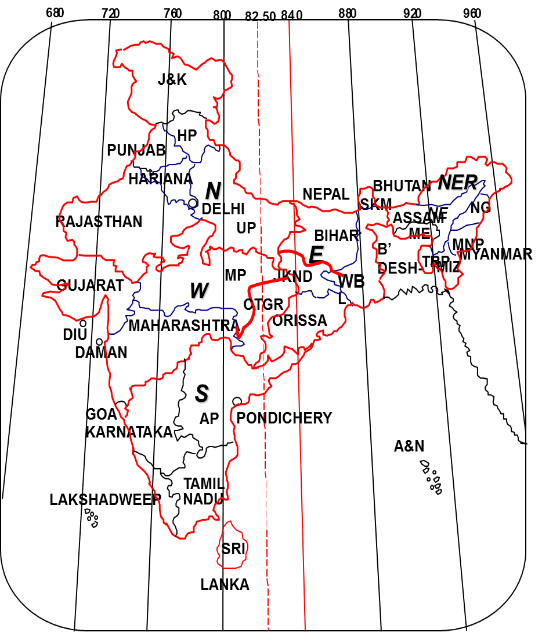 680 720 760 800 82.50 840 880 920 960
J&K
HP
PUNJAB
HARIANA
N
DELHI
NEPAL
BHUTAN
NER
SKM
ASSAM
NF
NG
RAJASTHAN
UP
BIHAR
ME
B'
DESH
MNP
MYANMAR
E
TRP
MIZ
GUJARAT
W
MP
JKND
WB
CTGR
L
MAHARASHTRA
ORISSA
DIU
DAMAN
S
GOA
AP
PONDICHERY
KARNATAKA
A&N
TAMIL
NADU
LAKSHADWEEP
SRI
LANKA